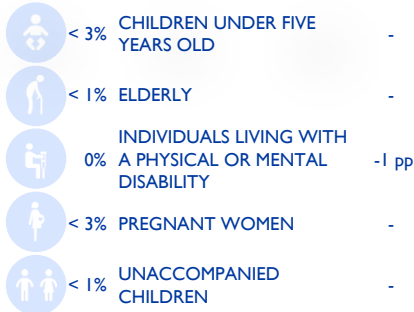 < 3% CHILDREN UNDER FIVE
YEARS OLD -
< 1% ELDERLY -
INDIVIDUALS LIVING WITH
0% A PHYSICAL OR MENTAL -1 pp
DISABILITY
< 3% PREGNANT WOMEN -
< 1% UNACCOMPANIED
CHILDREN -